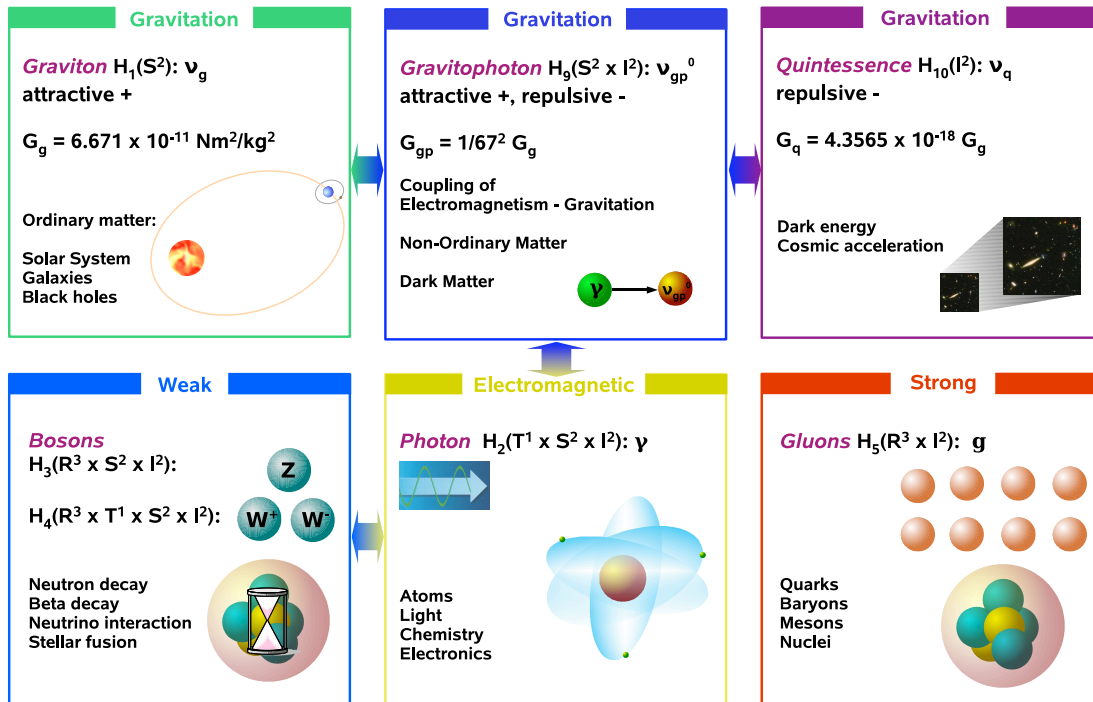 Gravitation
Graviton H₁(S²): νg
attractive +
Gg = 6.671 x 10⁻¹¹ Nm²/kg²
Ordinary matter:
Solar System
Galaxies
Black holes
Gravitation
Gravitophoton H₉(S² x I²): νgp⁰
attractive +, repulsive -
Ggp = 1/67² Gg
Coupling of
Electromagnetism - Gravitation
Non-Ordinary Matter
Dark Matter
γ
νgp⁰
Gravitation
Quintessence H₁₀(I²): νq
repulsive -
Gq = 4.3565 x 10⁻¹⁸ Gg
Dark energy
Cosmic acceleration
Weak
Bosons
H₃(R³ x S² x I²):
Z
H₄(R³ x T¹ x S² x I²):
W⁺ W⁻
Neutron decay
Beta decay
Neutrino interaction
Stellar fusion
Electromagnetic
Photon H₂(T¹ x S² x I²): γ
Atoms
Light
Chemistry
Electronics
Strong
Gluons H₅(R³ x I²): g
Quarks
Baryons
Mesons
Nuclei